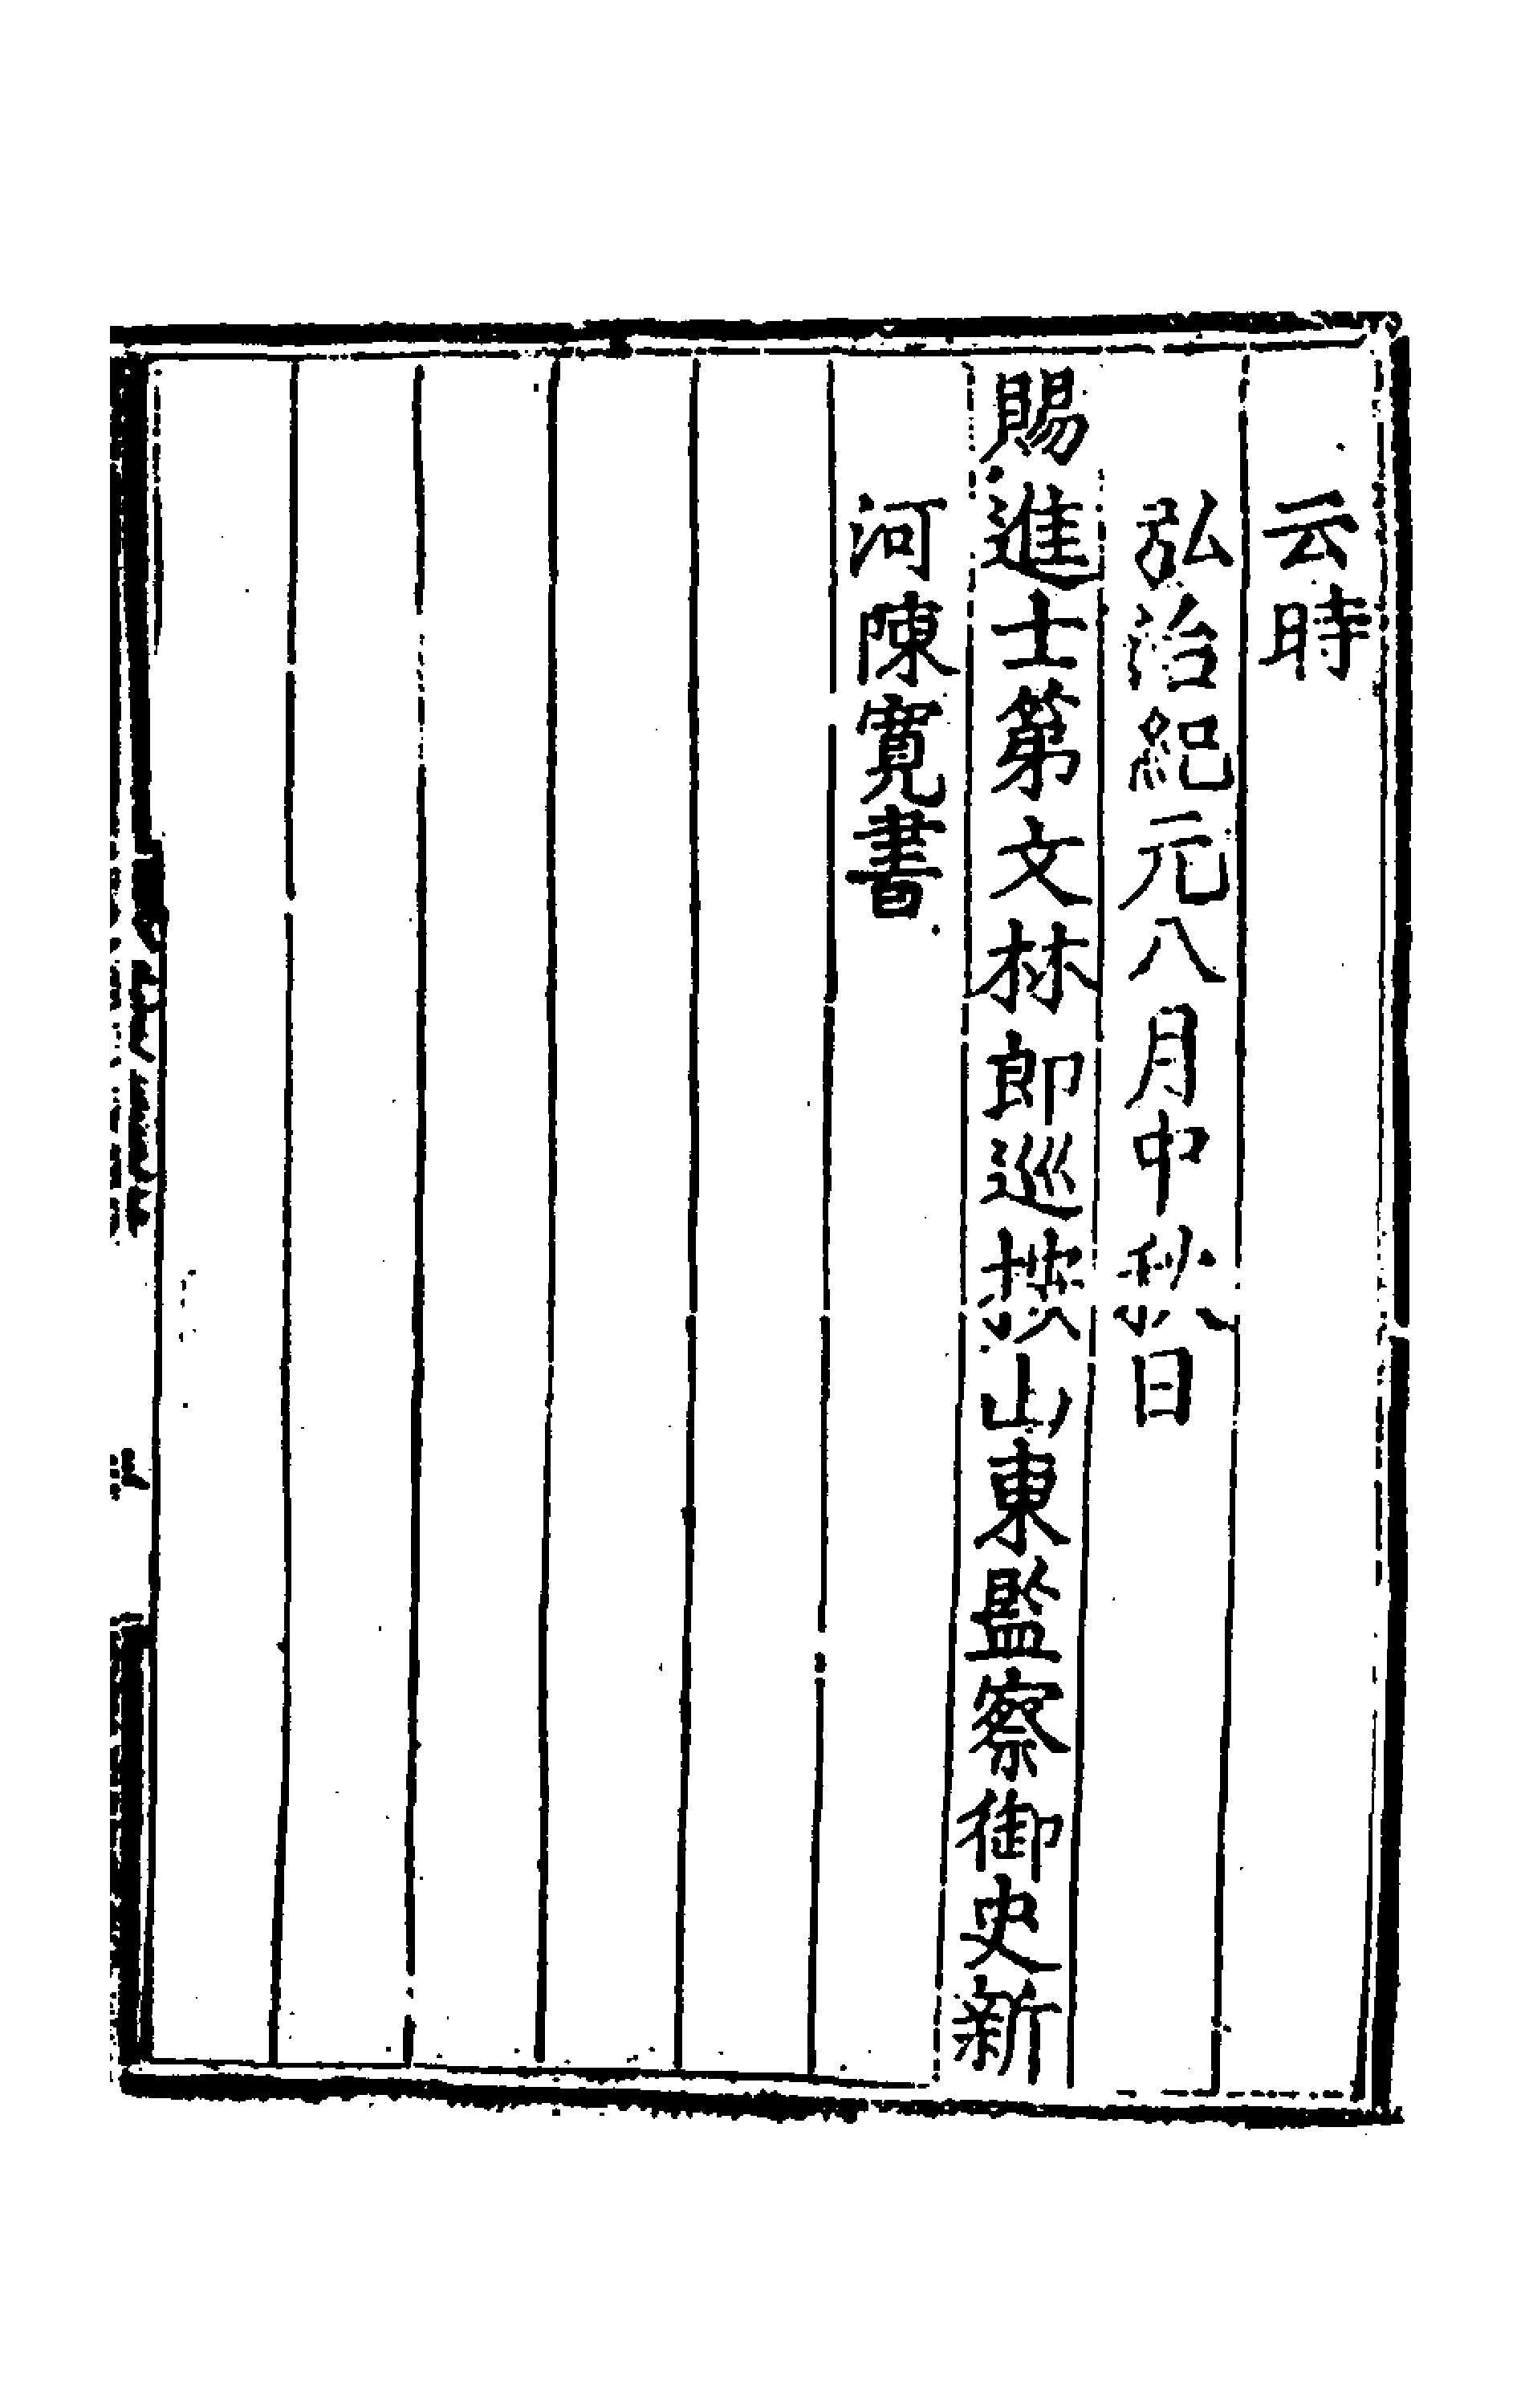 云時
弘治紀元八月中秋日
賜進士第文林郎巡按山東監察御史新
河陳寬書